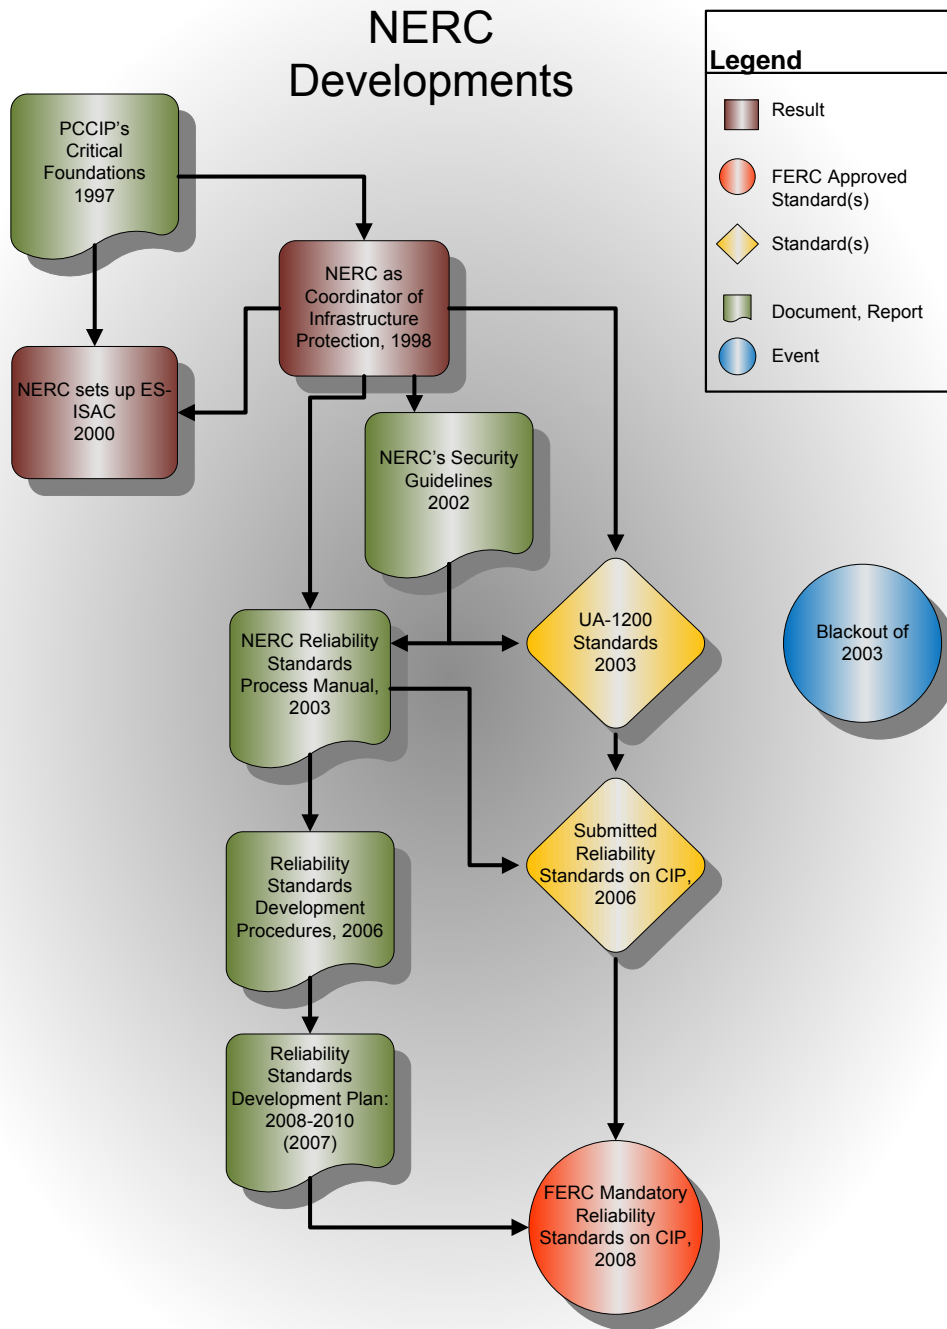 NERC
Developments
Legend
Result
FERC Approved
Standard(s)
Standard(s)
Document, Report
Event
PCCIP's
Critical
Foundations
1997
NERC as
Coordinator of
Infrastructure
Protection, 1998
NERC sets up ES-
ISAC
2000
NERC's Security
Guidelines
2002
UA-1200
Standards
2003
Blackout of
2003
NERC Reliability
Standards
Process Manual,
2003
Submitted
Reliability
Standards on CIP,
2006
Reliability
Standards
Development
Procedures, 2006
Reliability
Standards
Development Plan:
2008-2010
(2007)
FERC Mandatory
Reliability
Standards on CIP,
2008